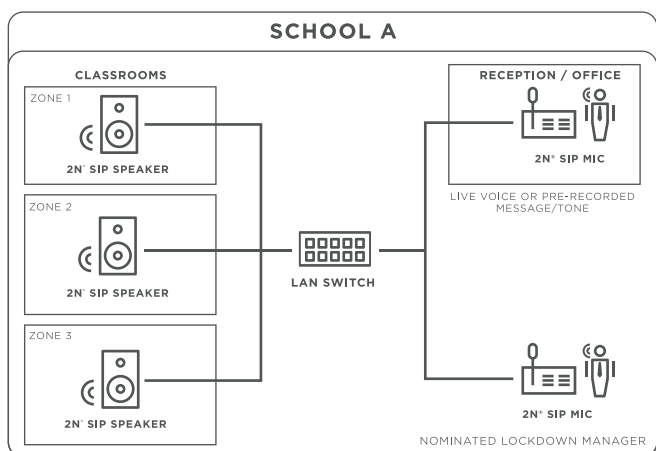 SCHOOL A
CLASSROOMS
ZONE 1
2N° SIP SPEAKER
ZONE 2
2N° SIP SPEAKER
ZONE 3
2N° SIP SPEAKER
LAN SWITCH
RECEPTION / OFFICE
2N® SIP MIC
LIVE VOICE OR PRE-RECORDED
MESSAGE/TONE
2N® SIP MIC
NOMINATED LOCKDOWN MANAGER